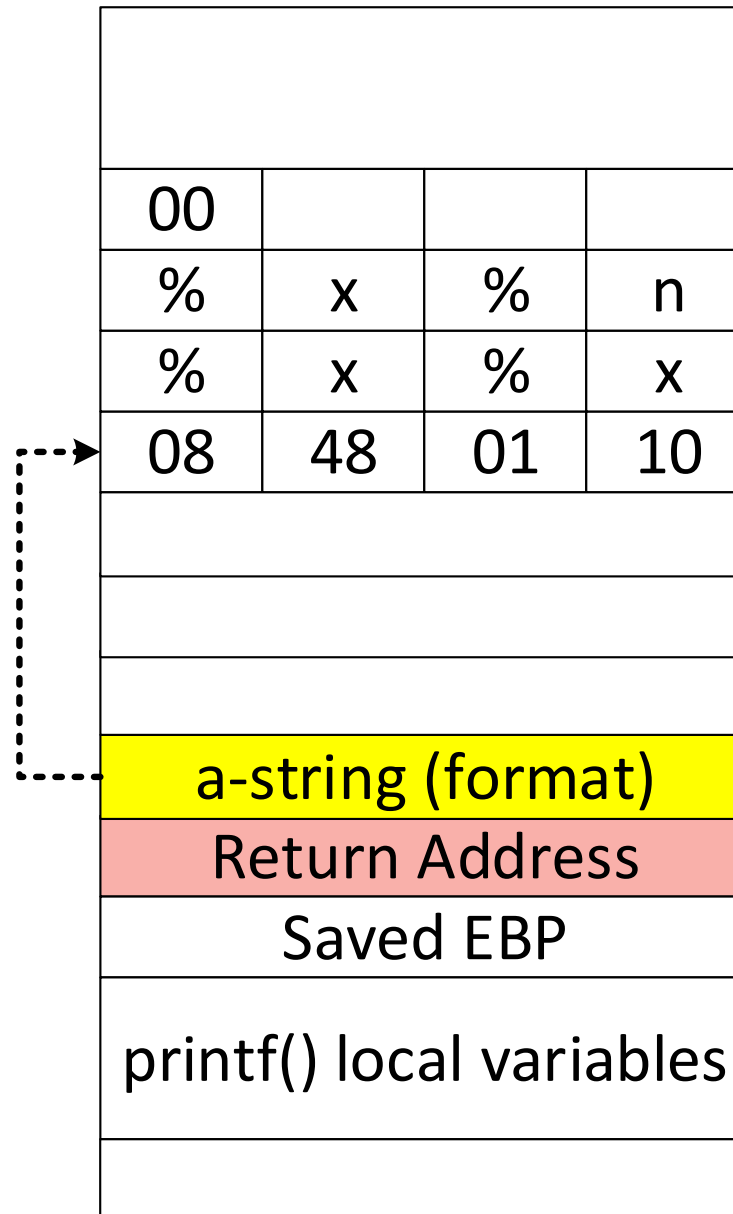 00
% x % n
% x % x
08 48 01 10
a-string (format)
Return Address
Saved EBP
printf() local variables